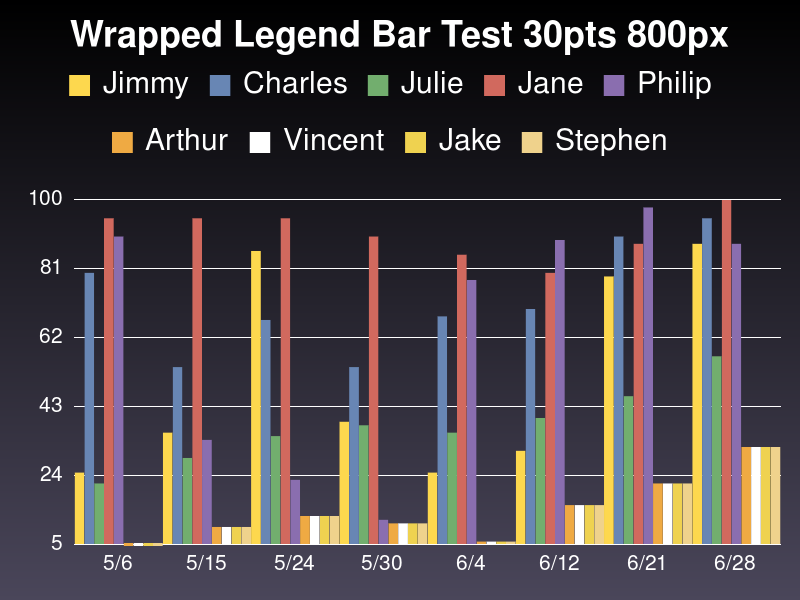 Wrapped Legend Bar Test 30pts 800px
Jimmy Charles Julie Jane Philip
Arthur Vincent Jake Stephen
100
81
62
43
24
5
5/6 5/15 5/24 5/30 6/4 6/12 6/21 6/28